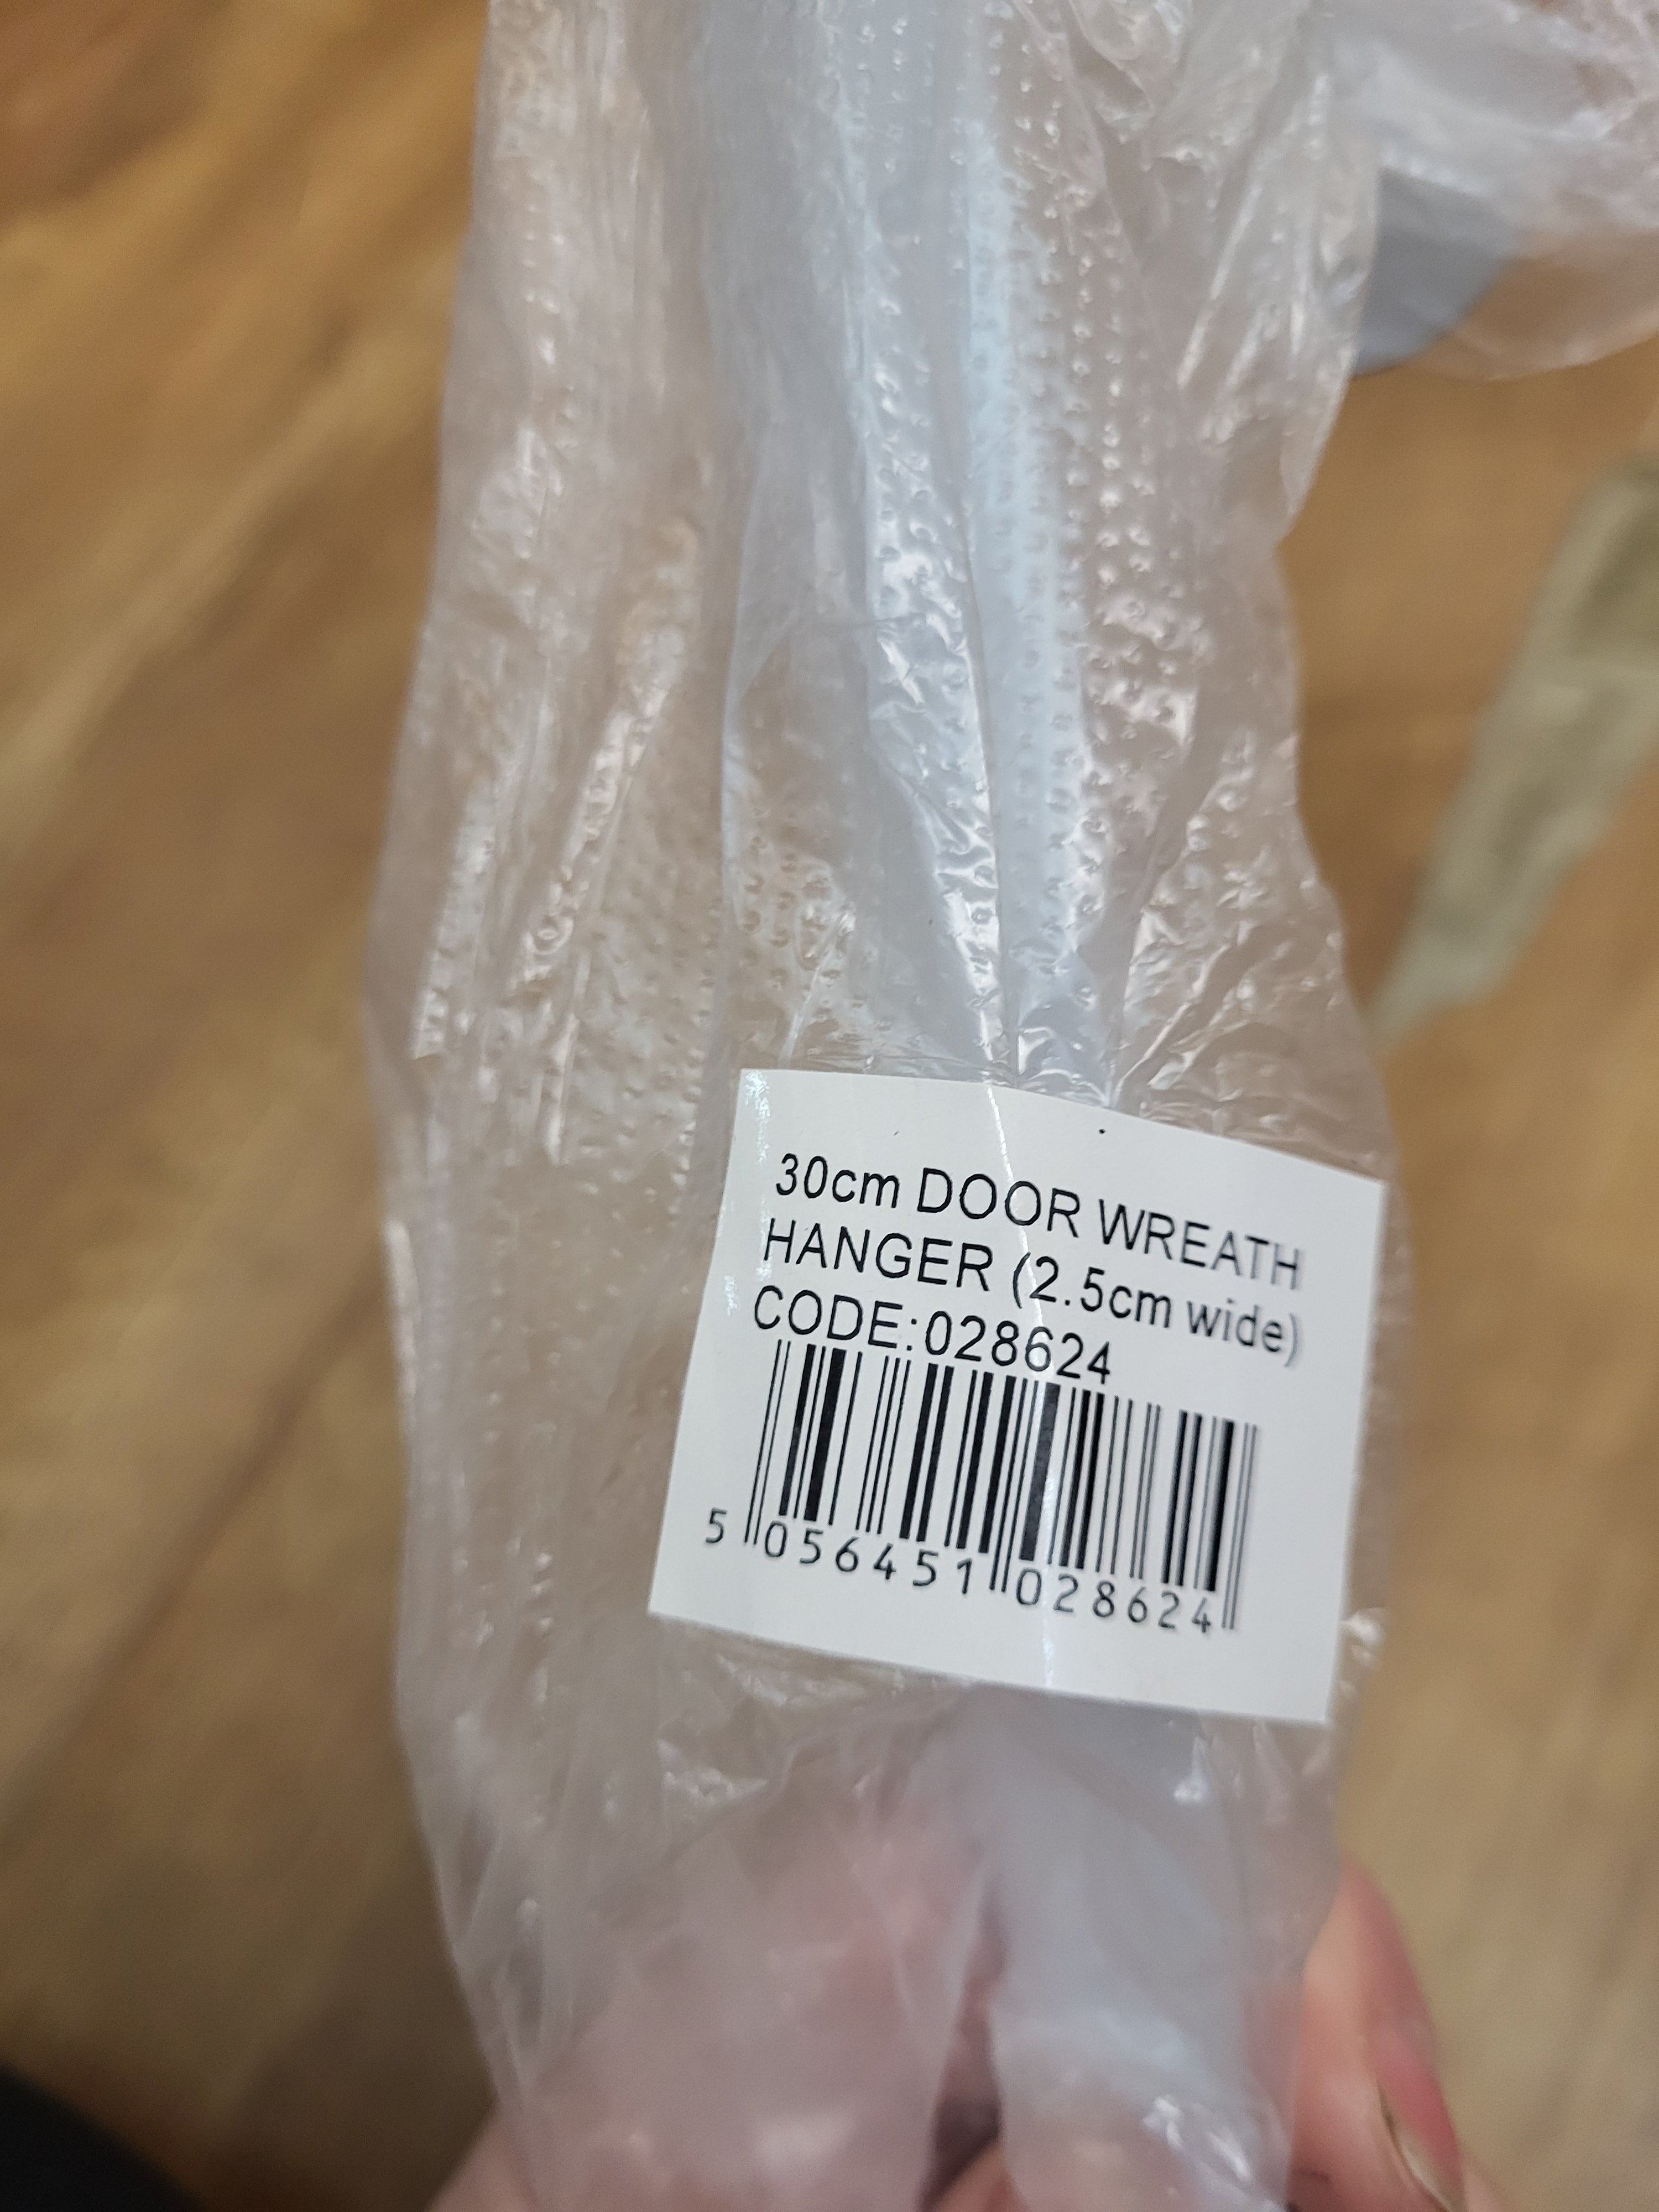 30cm DOOR WREATH
HANGER (2.5cm wide)
CODE:028624
5 056451 028624